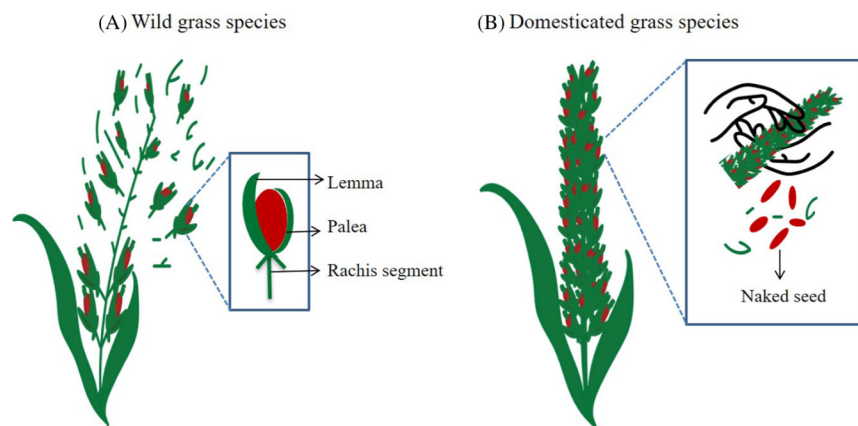 (A) Wild grass species
(B) Domesticated grass species
Lemma
Palea
Rachis segment
Naked seed